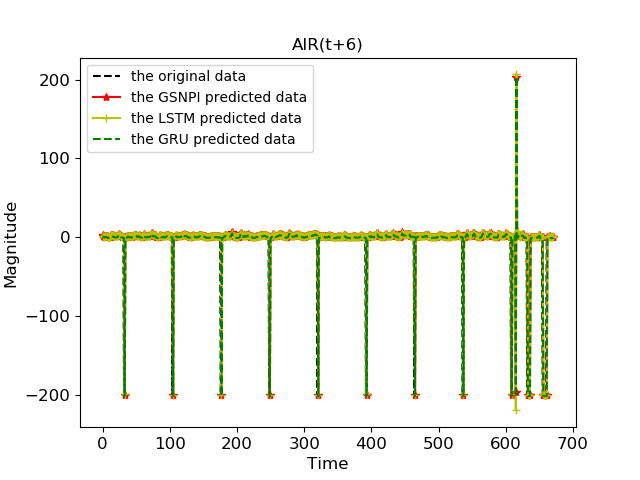 AIR(t+6)
the original data
the GSNPI predicted data
the LSTM predicted data
the GRU predicted data
200
100
0
−100
−200
Magnitude
0 100 200 300 400 500 600 700
Time